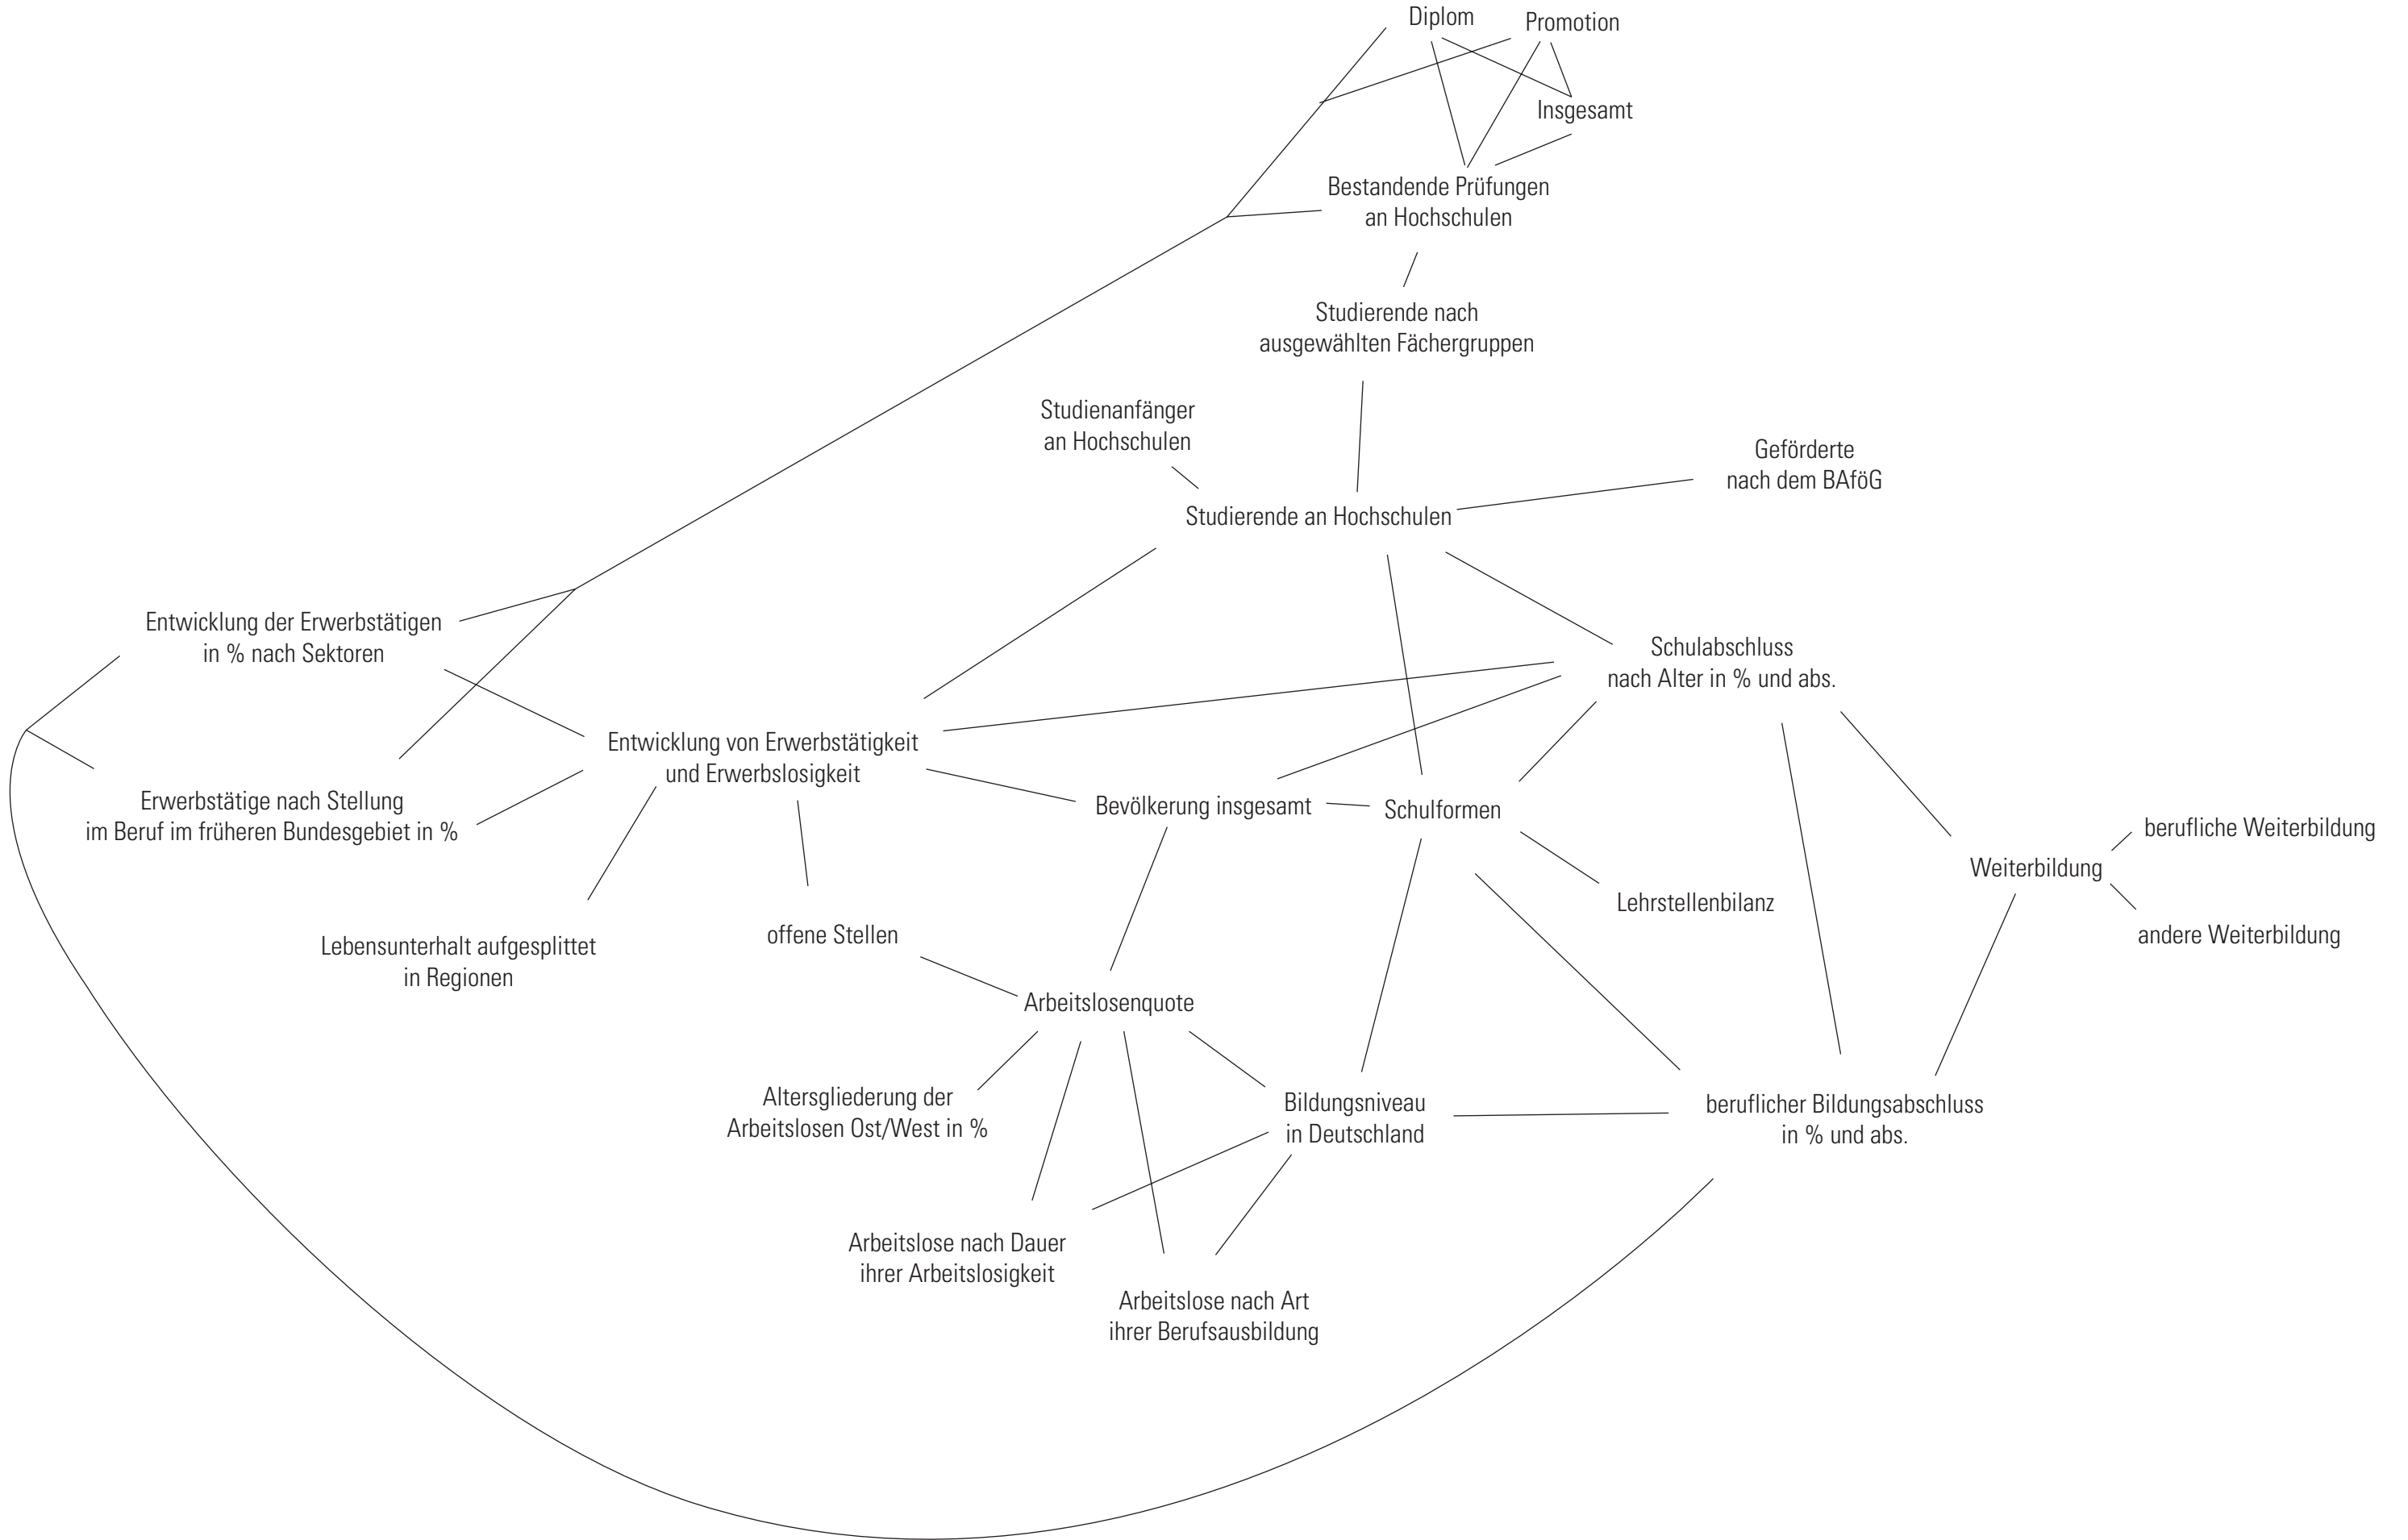 Diplom
Promotion
Insgesamt
Bestandende Prüfungen
an Hochschulen
Studierende nach
ausgewählten Fächergruppen
Studienanfänger
an Hochschulen
Geförderte
nach dem BAföG
Studierende an Hochschulen
Entwicklung der Erwerbstätigen
in % nach Sektoren
Schulabschluss
nach Alter in % und abs.
Entwicklung von Erwerbstätigkeit
und Erwerbslosigkeit
Erwerbstätige nach Stellung
im Beruf im früheren Bundesgebiet in %
Bevölkerung insgesamt
Schulformen
berufliche Weiterbildung
Weiterbildung
andere Weiterbildung
Lehrstellenbilanz
Lebensunterhalt aufgesplittet
in Regionen
offene Stellen
Arbeitslosenquote
Altersgliederung der
Arbeitslosen Ost/West in %
Bildungsniveau
in Deutschland
beruflicher Bildungsabschluss
in % und abs.
Arbeitslose nach Dauer
ihrer Arbeitslosigkeit
Arbeitslose nach Art
ihrer Berufsausbildung